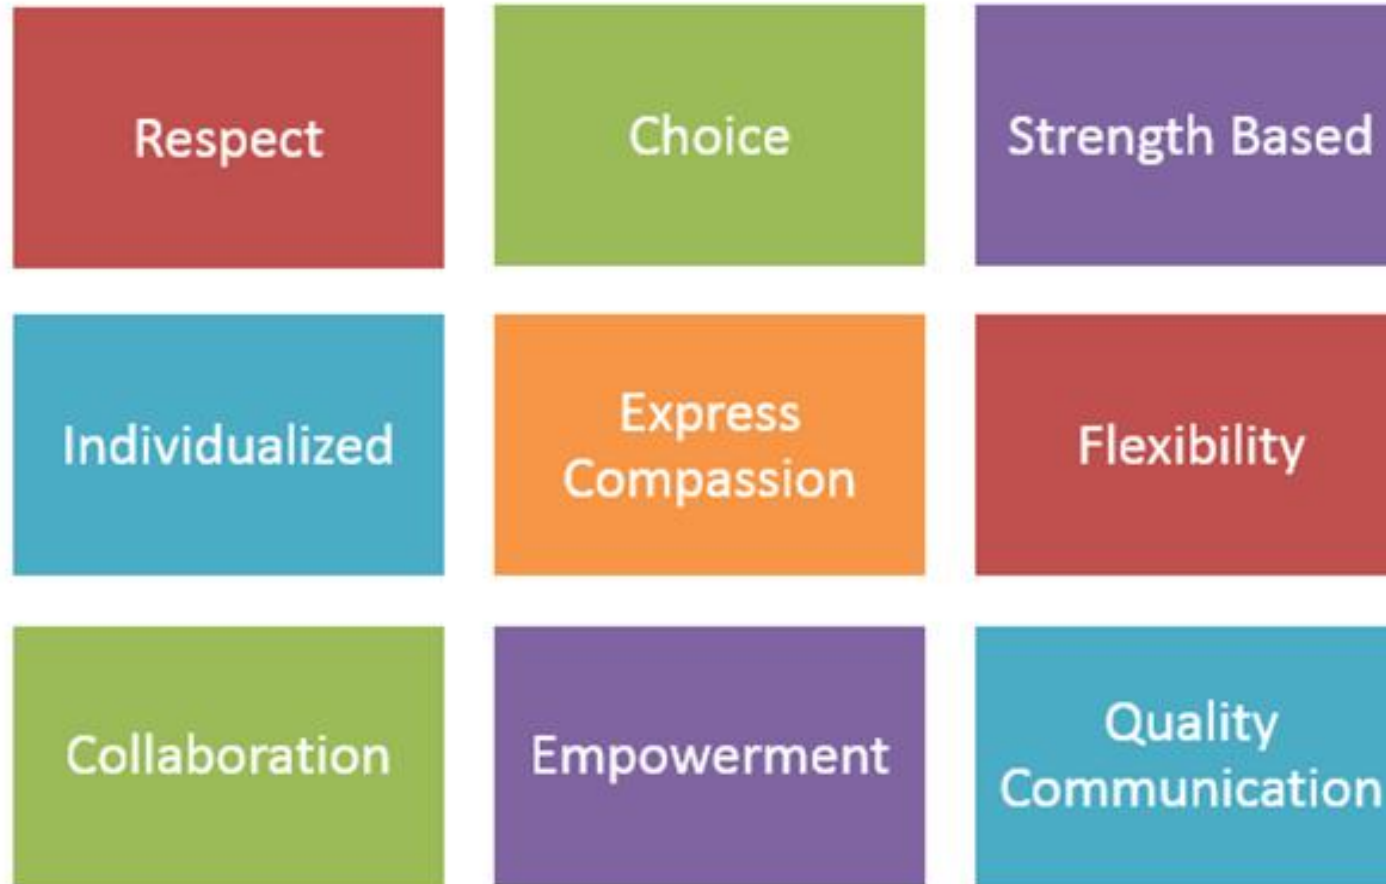 Respect
Choice
Strength Based
Individualized
Express
Compassion
Flexibility
Collaboration
Empowerment
Quality
Communication